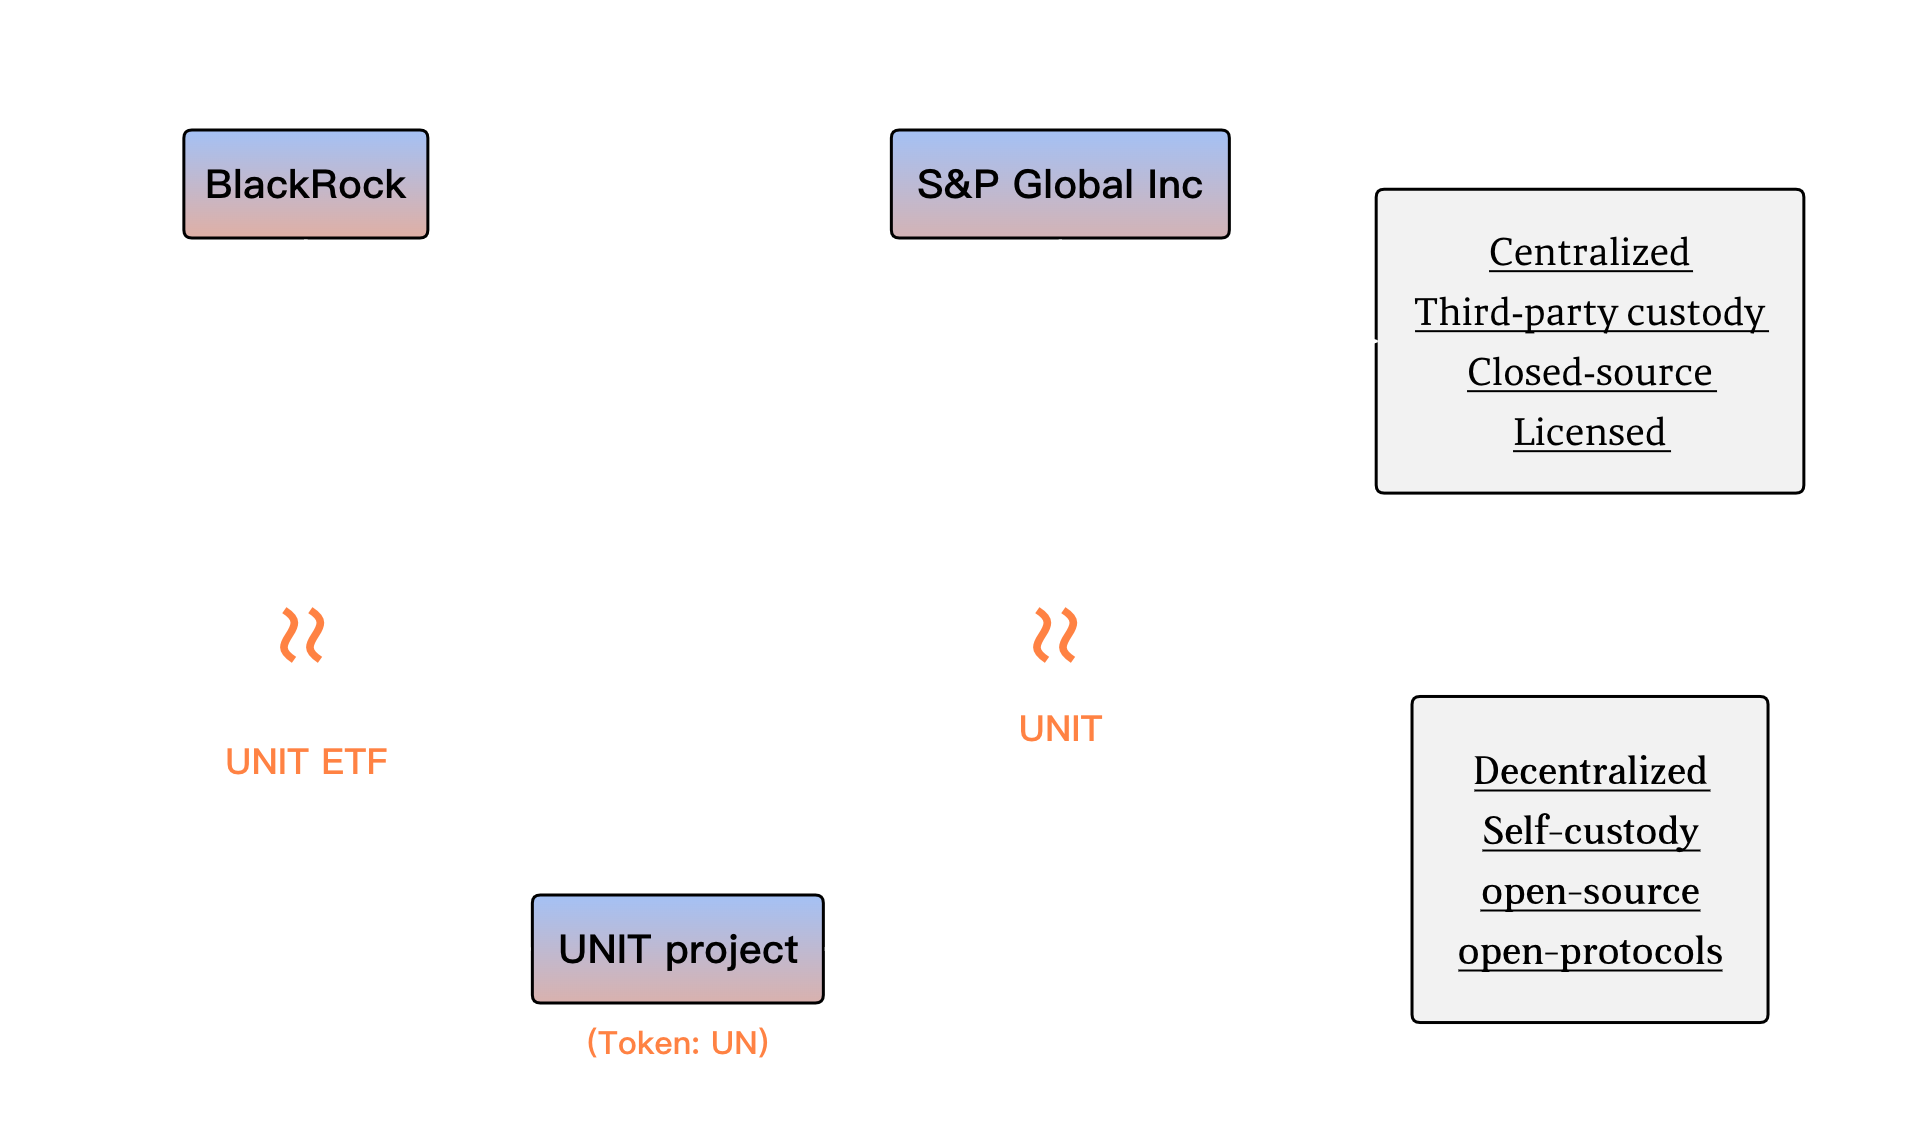 BlackRock
S&P Global Inc
Centralized
Third-party custody
Closed-source
Licensed
UNIT ETF
UNIT
Decentralized
Self-custody
open-source
open-protocols
UNIT project
(Token: UN)